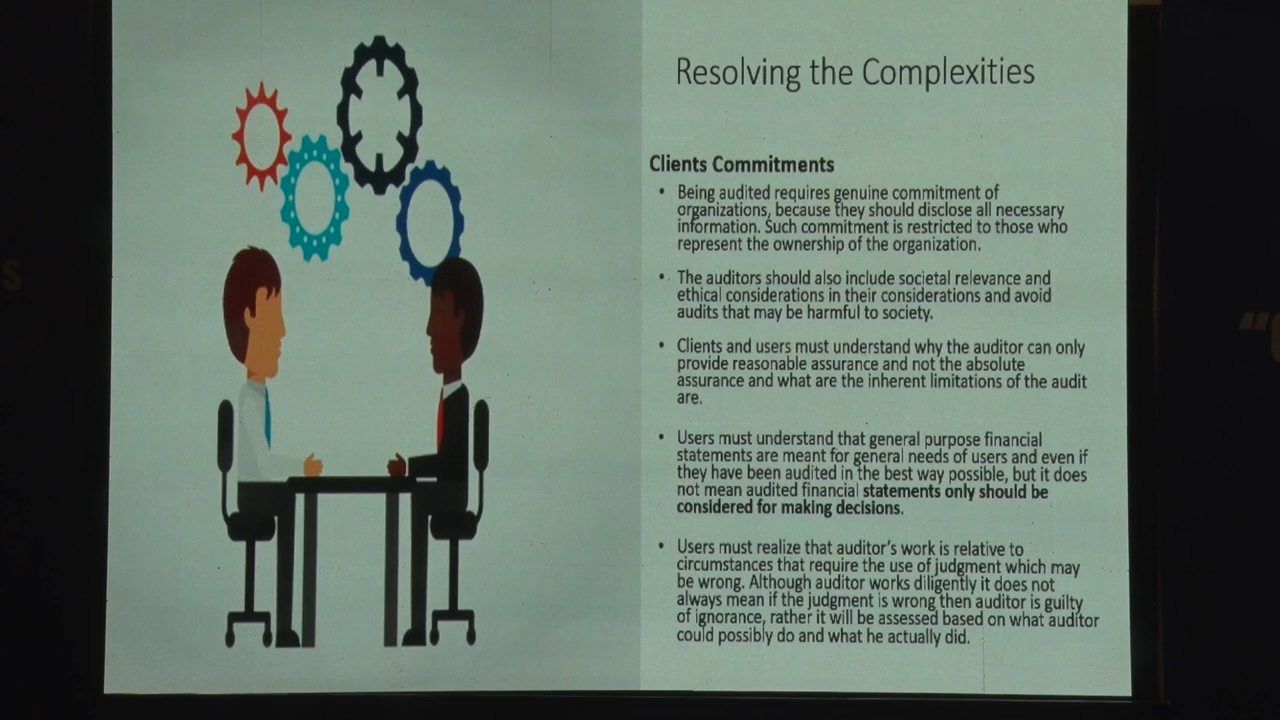 Resolving the Complexities
Clients Commitments
• Being audited requires genuine commitment of
organizations, because they should disclose all necessary
information. Such commitment is restricted to those who
represent the ownership of the organization.
• The auditors should also include societal relevance and
ethical considerations in their considerations and avoid
audits that may be harmful to society.
• Clients and users must understand why the auditor can only
provide reasonable assurance and not the absolute
assurance and what are the inherent limitations of the audit
are.
• Users must understand that general purpose financial
statements are meant for general needs of users and even if
they have been audited in the best way possible, but it does
not mean audited financial statements only should be
considered for making decisions.
• Users must realize that auditor's work is relative to
circumstances that require the use of judgment which may
be wrong. Although auditor works diligently it does not
always mean if the judgment is wrong then auditor is guilty
of ignorance, rather it will be assessed based on what auditor
could possibly do and what he actually did.